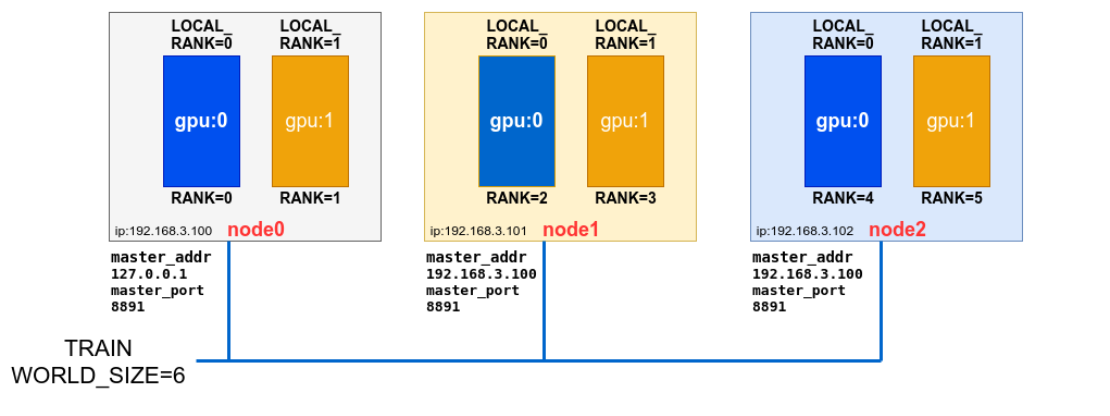 LOCAL_
RANK=0
LOCAL_
RANK=1
gpu:0
gpu:1
RANK=0
RANK=1
ip:192.168.3.100
node0
master_addr
127.0.0.1
master_port
8891
LOCAL_
RANK=0
LOCAL_
RANK=1
gpu:0
gpu:1
RANK=2
RANK=3
ip:192.168.3.101
node1
master_addr
192.168.3.100
master_port
8891
LOCAL_
RANK=0
LOCAL_
RANK=1
gpu:0
gpu:1
RANK=4
RANK=5
ip:192.168.3.102
node2
master_addr
192.168.3.100
master_port
8891
TRAIN
WORLD_SIZE=6